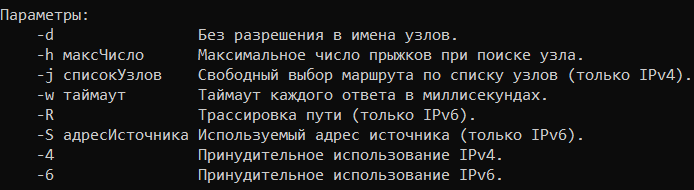 Параметры:
-d Без разрешения в имена узлов.
-h максЧисло Максимальное число прыжков при поиске узла.
-j списокУзлов Свободный выбор маршрута по списку узлов (только IPv4).
-w таймаут Таймаут каждого ответа в миллисекундах.
-R Трассировка пути (только IPv6).
-S адресИсточника Используемый адрес источника (только IPv6).
-4 Принудительное использование IPv4.
-6 Принудительное использование IPv6.